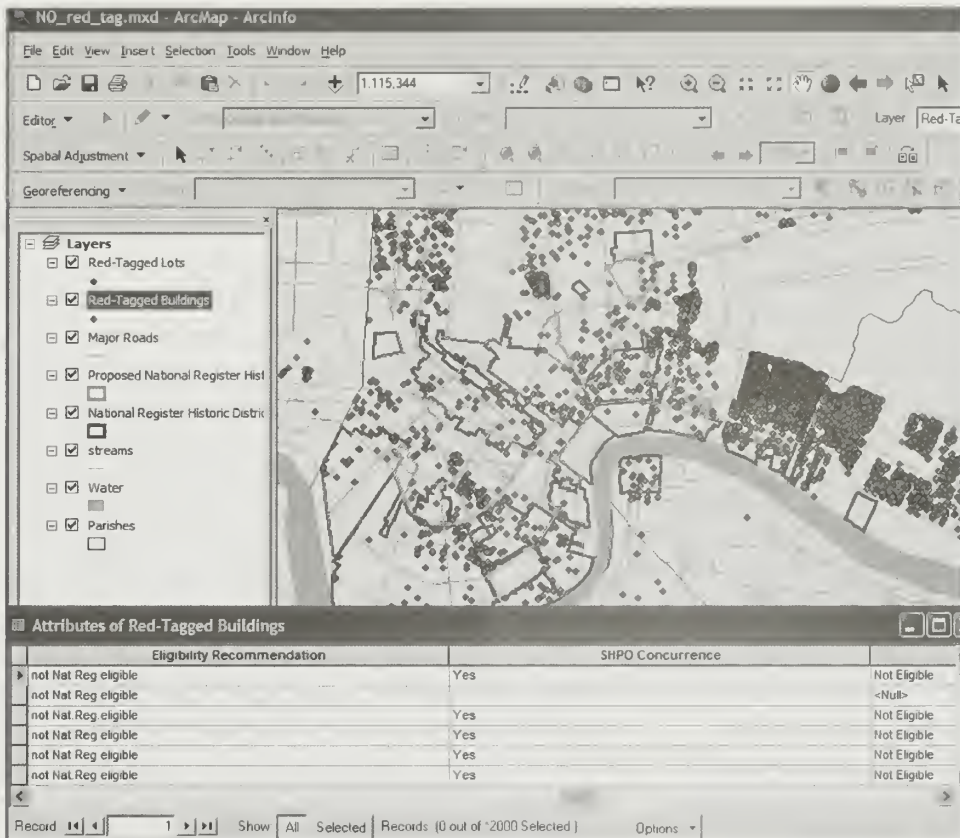 NO_red_tag.mxd - ArcMap - ArcInfo
File Edit View Insert Selection Tools Window Help
1.115,344
Editor
Layer Red-Ta
Spabal Adjustment
Georeferencing
Layers
Red-Tagged Lots
Red-Tagged Buildings
Major Roads
Proposed National Register Hist
National Register Historic Distric
streams
Water
Parishes
Attributes of Red-Tagged Buildings
Eligibility Recommendation SHPO Concurrence
not Nat Reg eligible Yes Not Eligible
not Nat Reg eligible <Null>
not Nat.Reg.eligible Yes Not Eligible
not Nat Reg eligible Yes Not Eligible
not Nat.Reg eligible Yes Not Eligible
not Nat.Reg eligible Yes Not Eligible
Record 1 Show All Selected Records (0 out of *2000 Selected) Options